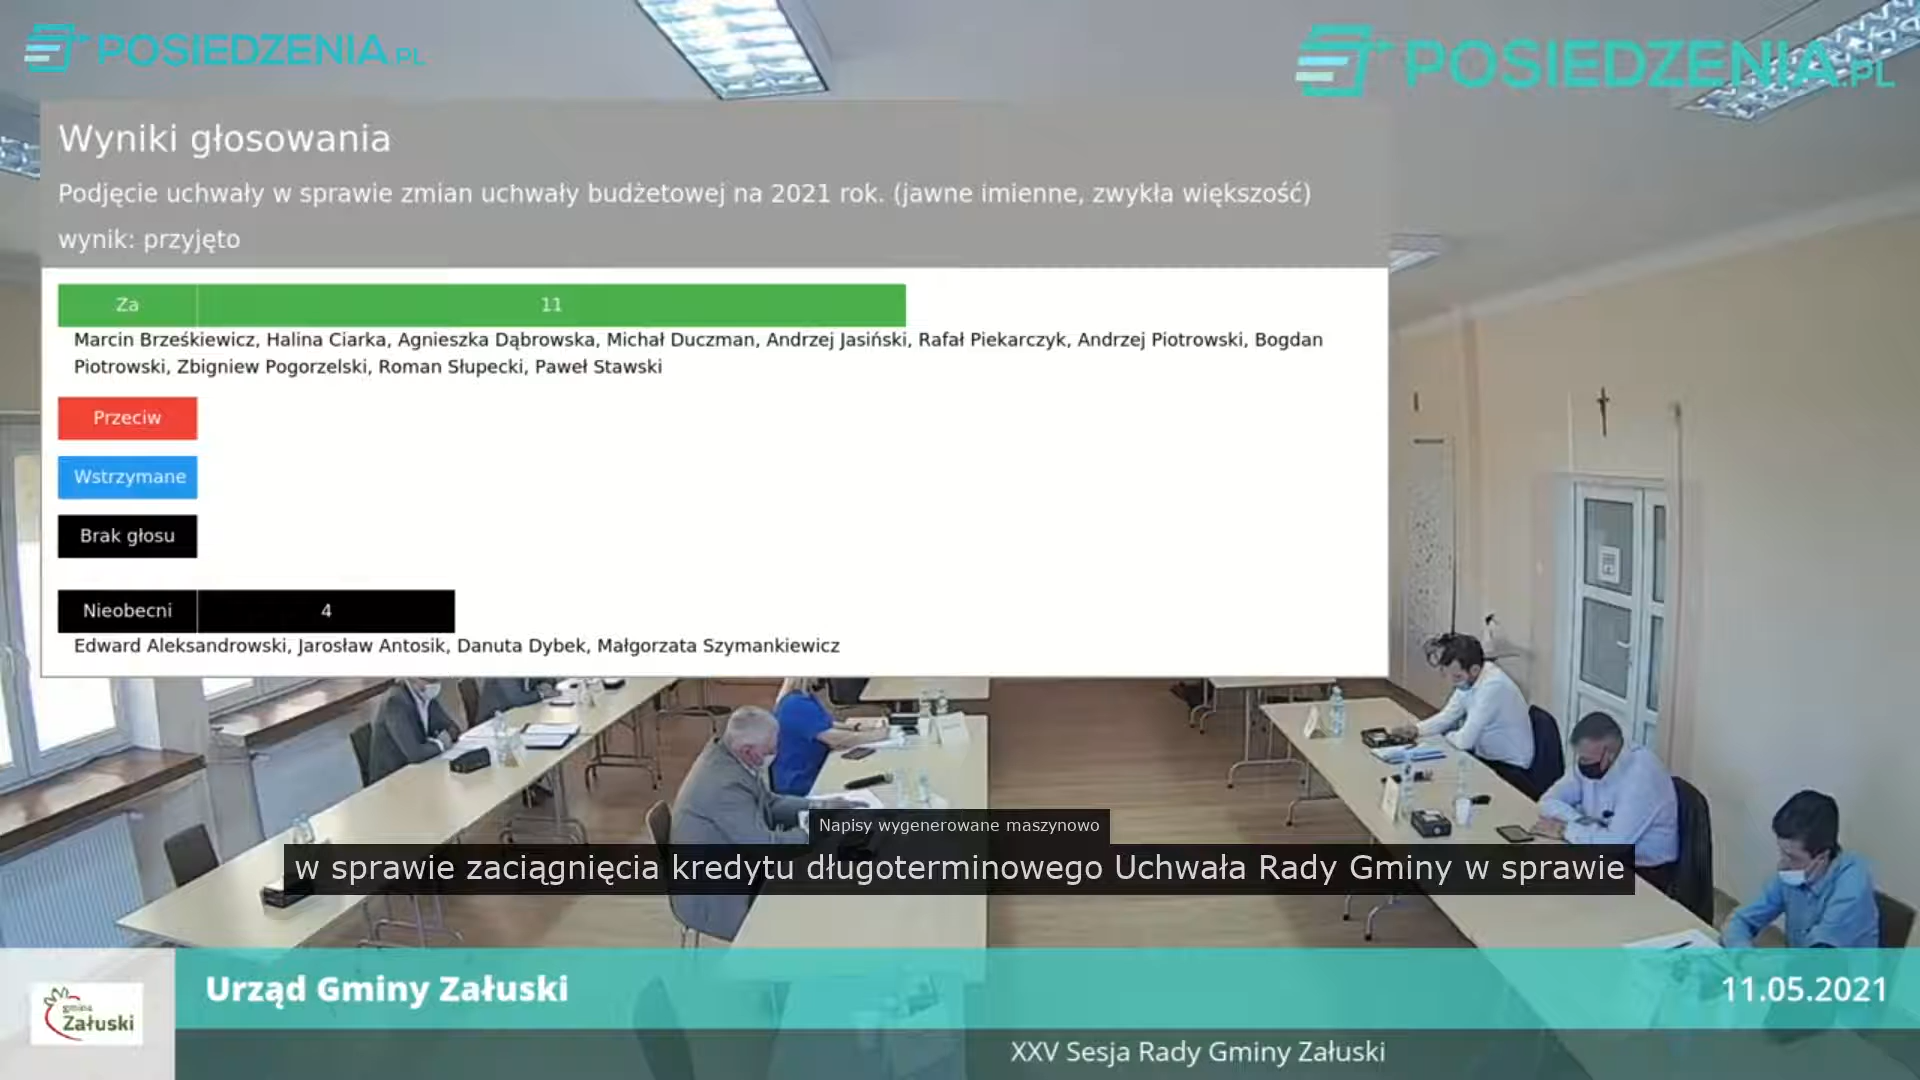 POSIEDZENIA.PL
POSIEDZENIA.PL
Wyniki głosowania
Podjęcie uchwały w sprawie zmian uchwały budżetowej na 2021 rok. (jawne imienne, zwykła większość)
wynik: przyjęto
Za 11
Marcin Brześkiewicz, Halina Ciarka, Agnieszka Dąbrowska, Michał Duczman, Andrzej Jasiński, Rafał Piekarczyk, Andrzej Piotrowski, Bogdan
Piotrowski, Zbigniew Pogorzelski, Roman Słupecki, Paweł Stawski
Przeciw
Wstrzymane
Brak głosu
Nieobecni 4
Edward Aleksandrowski, Jarosław Antosik, Danuta Dybek, Małgorzata Szymankiewicz
Napisy wygenerowane maszynowo
w sprawie zaciągnięcia kredytu długoterminowego Uchwała Rady Gminy w sprawie
gmina
Załuski
Urząd Gminy Załuski
11.05.2021
XXV Sesja Rady Gminy Załuski